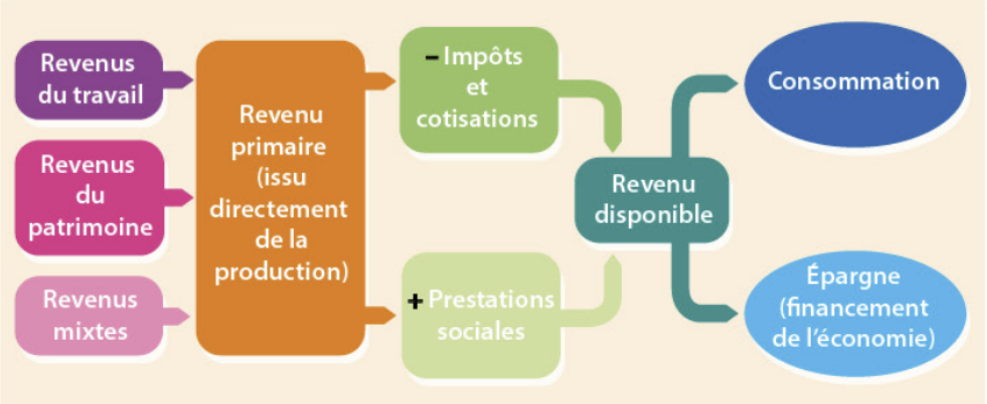 Revenus
du travail
Revenus
du
patrimoine
Revenus
mixtes
Revenu
primaire
(issu
directement
de la
production)
– Impôts
et
cotisations
+ Prestations
sociales
Revenu
disponible
Consommation
Épargne
(financement
de l’économie)